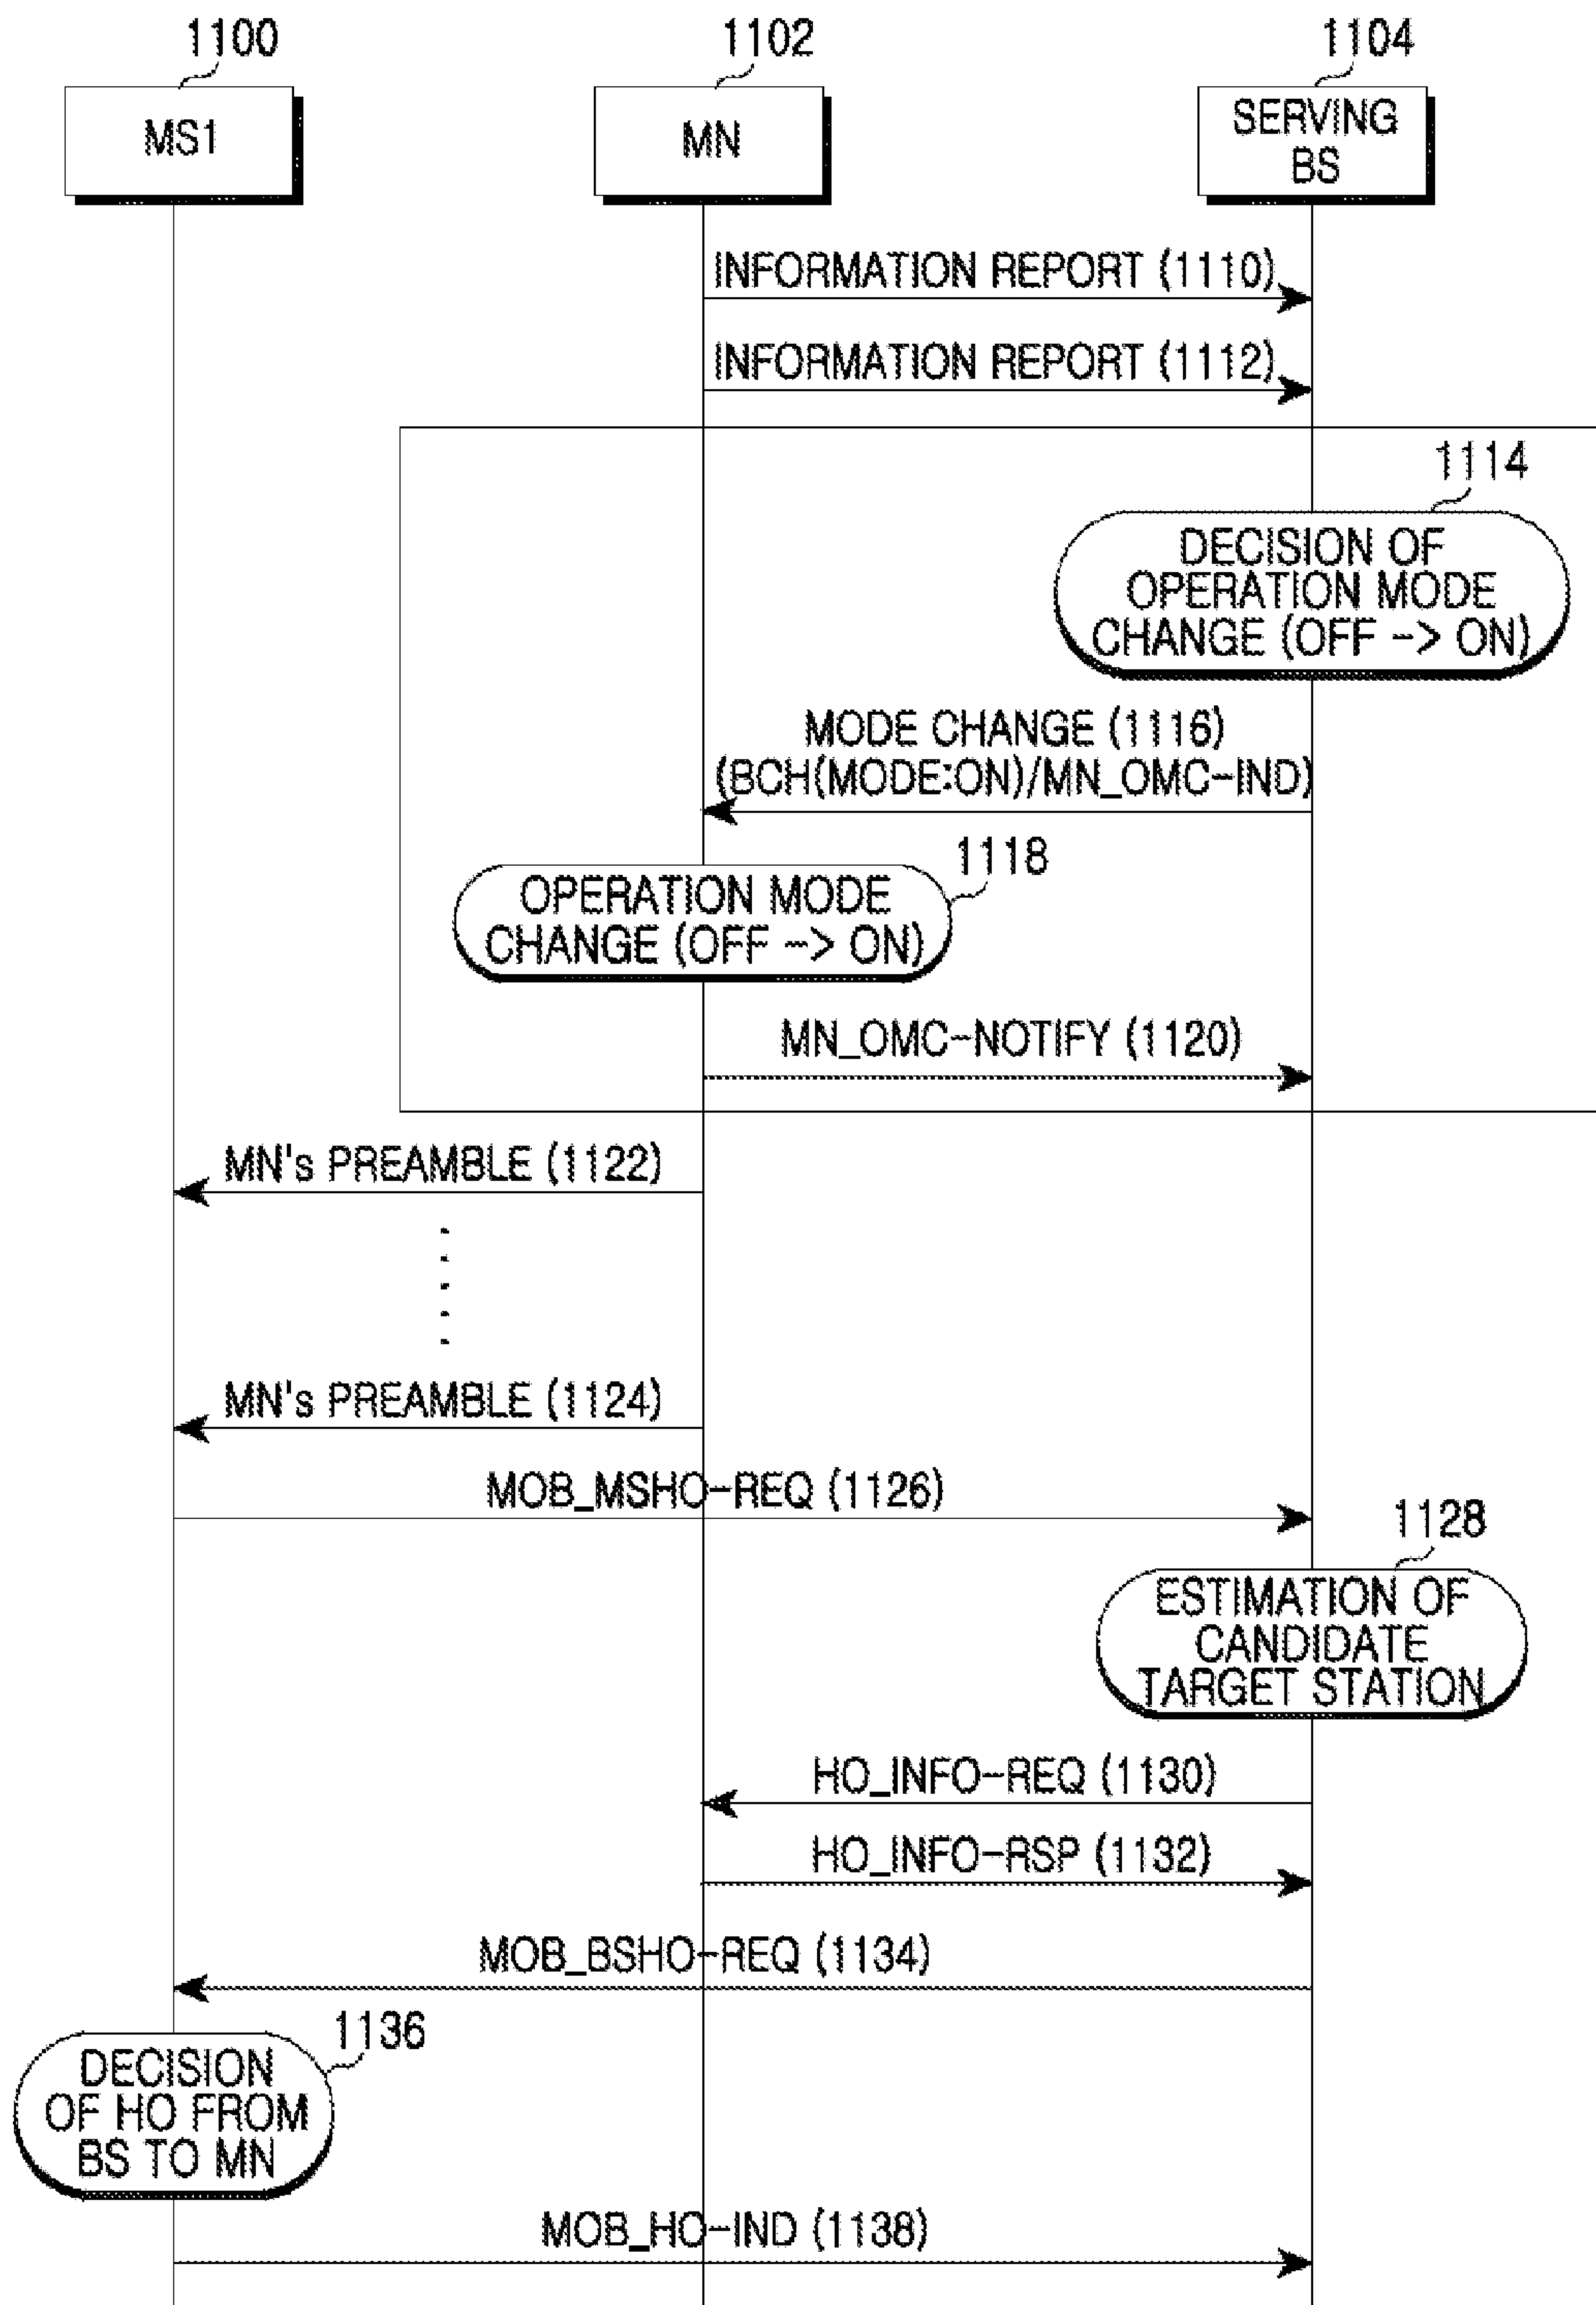 1100
1102
1104
MS1
MN
SERVING
BS
INFORMATION REPORT (1110)
INFORMATION REPORT (1112)
1114
DECISION OF
OPERATION MODE
CHANGE (OFF -> ON)
MODE CHANGE (1116)
(BCH(MODE:ON)/MN_OMC-IND)
1118
OPERATION MODE
CHANGE (OFF -> ON)
MN_OMC-NOTIFY (1120)
MN's PREAMBLE (1122)
MN's PREAMBLE (1124)
MOB_MSHO-REQ (1126)
1128
ESTIMATION OF
CANDIDATE
TARGET STATION
HO_INFO-REQ (1130)
HO_INFO-RSP (1132)
MOB_BSHO-REQ (1134)
1136
DECISION
OF HO FROM
BS TO MN
MOB_HO-IND (1138)